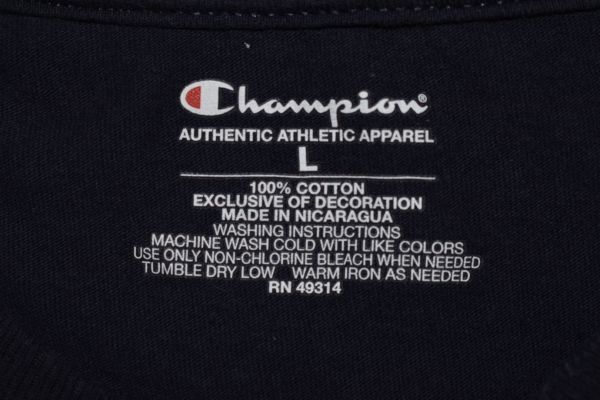 Champion®
AUTHENTIC ATHLETIC APPAREL
L
100% COTTON
EXCLUSIVE OF DECORATION
MADE IN NICARAGUA
WASHING INSTRUCTIONS
MACHINE WASH COLD WITH LIKE COLORS
USE ONLY NON-CHLORINE BLEACH WHEN NEEDED
TUMBLE DRY LOW WARM IRON AS NEEDED
RN 49314